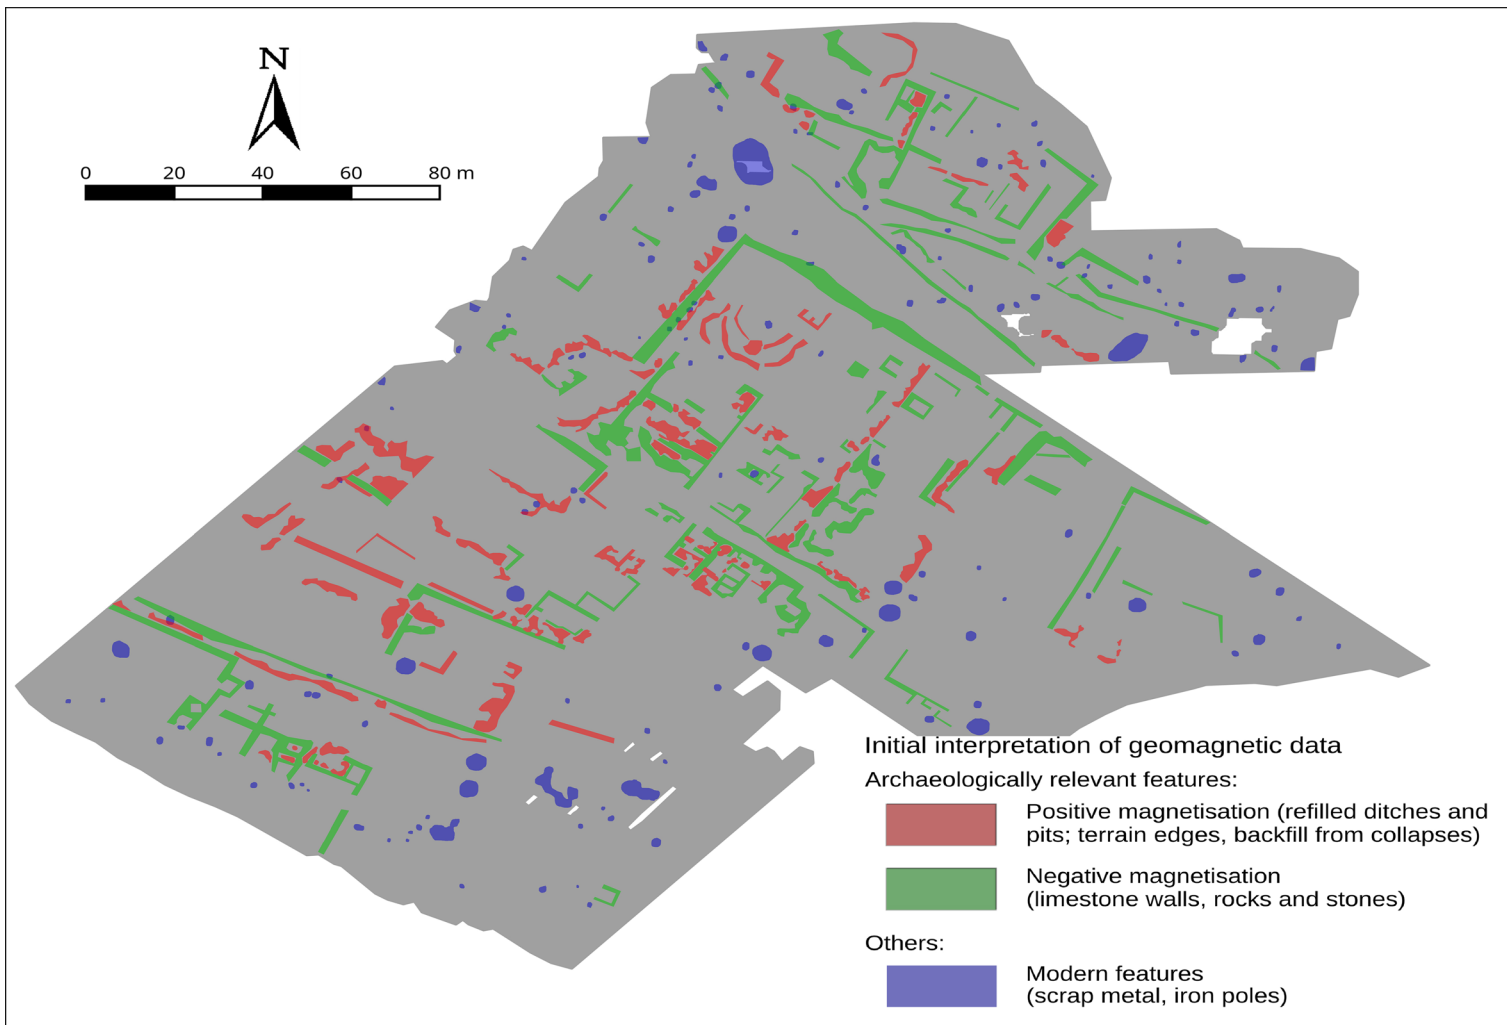 N
0 20 40 60 80 m
Initial interpretation of geomagnetic data
Archaeologically relevant features:
Positive magnetisation (refilled ditches and
pits; terrain edges, backfill from collapses)
Negative magnetisation
(limestone walls, rocks and stones)
Others:
Modern features
(scrap metal, iron poles)